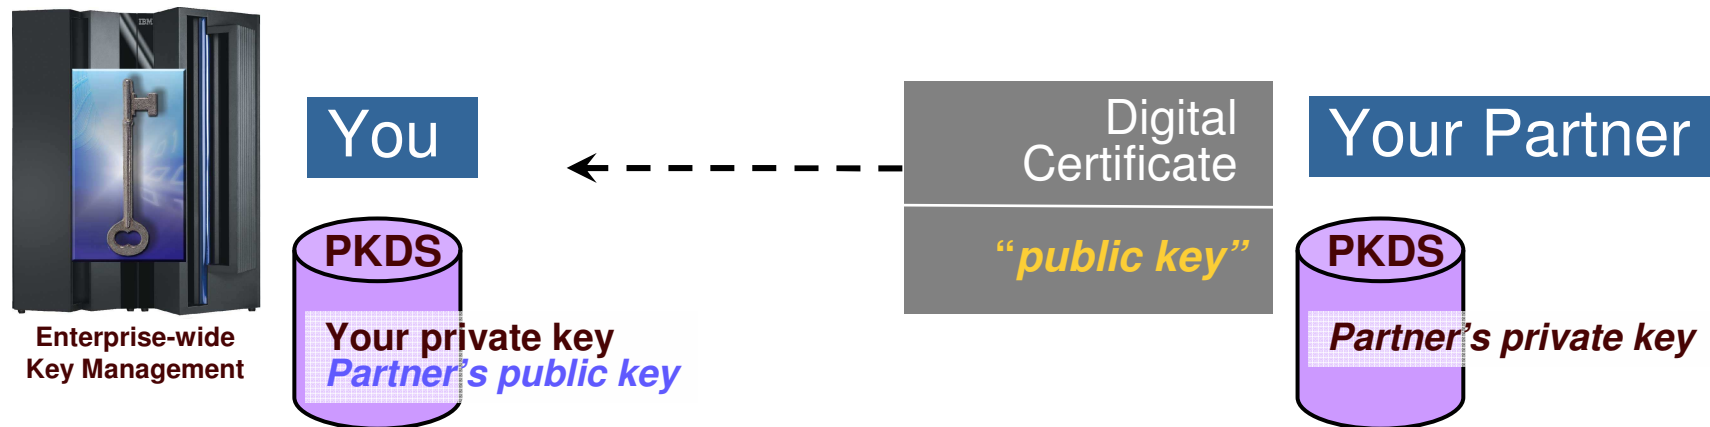 IBM
Enterprise-wide
Key Management
You
PKDS
Your private key
Partner's public key
Digital
Certificate
“public key”
Your Partner
PKDS
Partner's private key